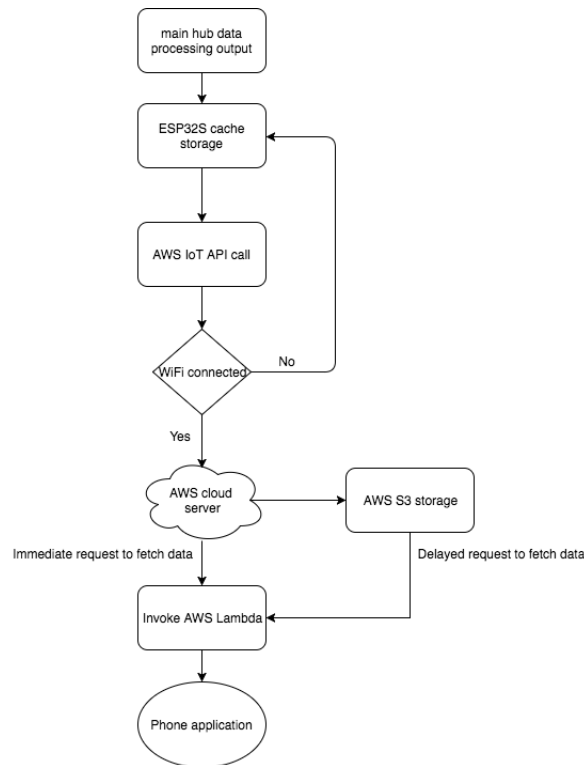 main hub data
processing output
ESP32S cache
storage
AWS IoT API call
WiFi connected
No
Yes
AWS cloud
server
AWS S3 storage
Immediate request to fetch data
Delayed request to fetch data
Invoke AWS Lambda
Phone application